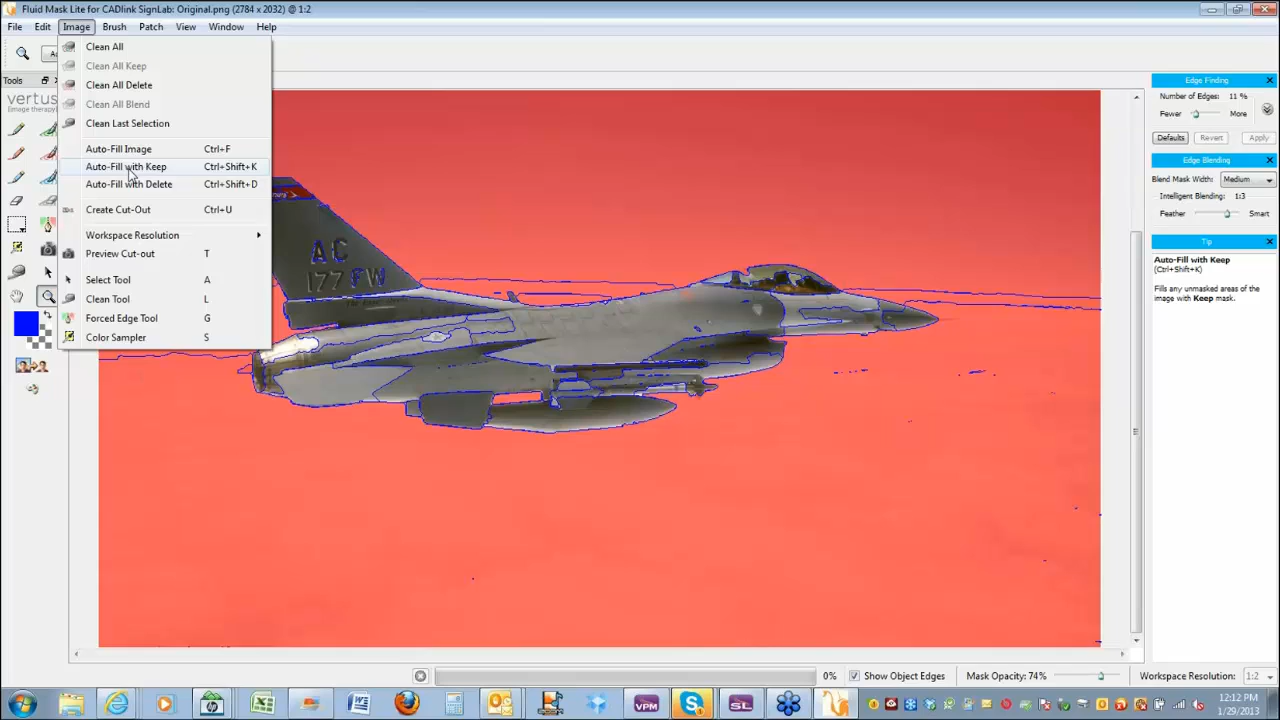 Fluid Mask Lite for CADlink SignLab: Original.png (2784 x 2032) @ 1:2
File Edit Image Brush Patch View Window Help
Clean All
Clean All Keep
Clean All Delete
Clean All Blend
Clean Last Selection
Auto-Fill Image Ctrl+F
Auto-Fill with Keep Ctrl+Shift+K
Auto-Fill with Delete Ctrl+Shift+D
Create Cut-Out Ctrl+U
Workspace Resolution
Preview Cut-out T
Select Tool A
Clean Tool L
Forced Edge Tool G
Color Sampler S
Tools
vertus
AC
177 FW
Edge Finding
Number of Edges: 11 %
Fewer More
Defaults Revert Apply
Edge Blending
Blend Mask Width: Medium
Intelligent Blending: 1:3
Feather Smart
Tip
Auto-Fill with Keep
(Ctrl+Shift+K)
Fills any unmasked areas of the
image with Keep mask.
0% Show Object Edges Mask Opacity: 74% Workspace Resolution: 1:2
VPM
SL
12:12 PM
1/29/2013